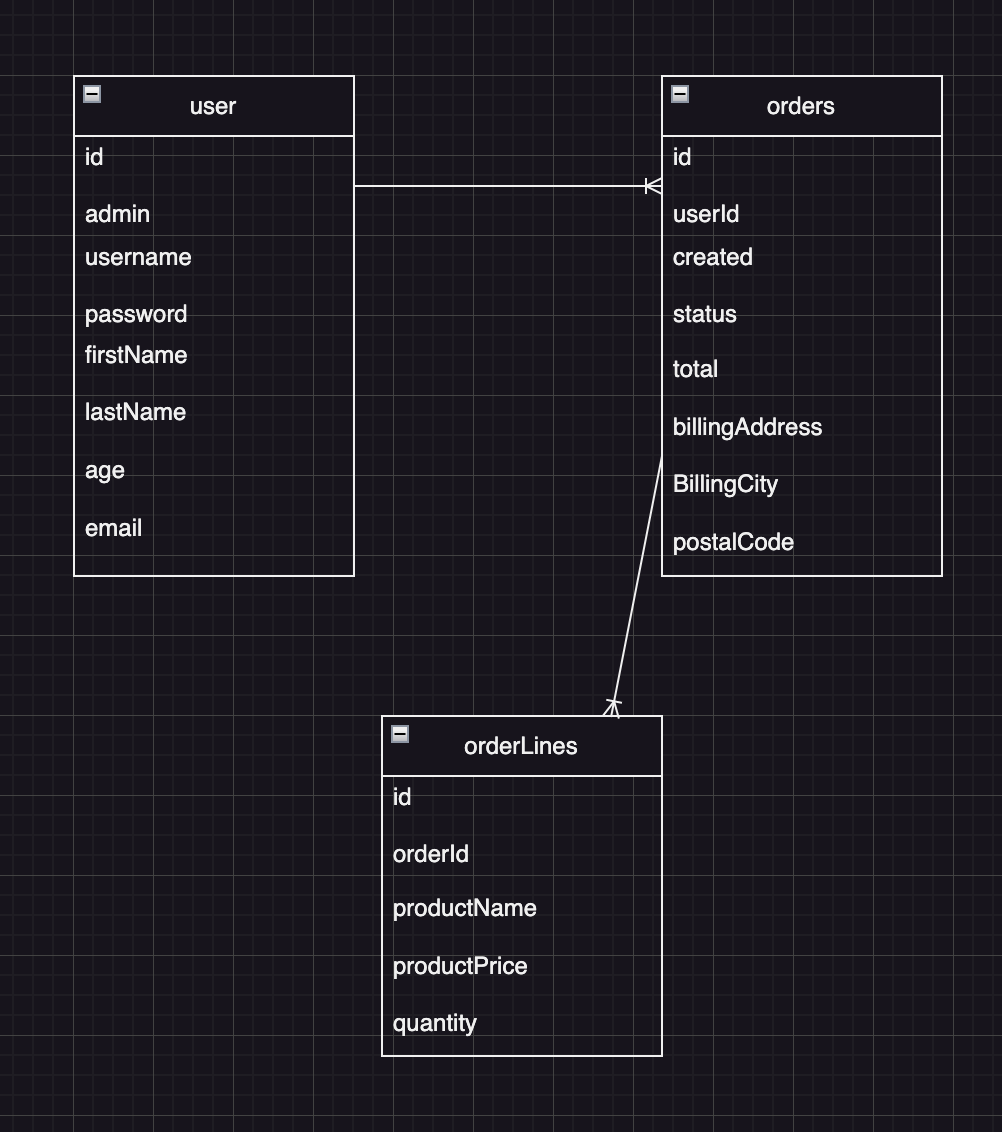 user
id
admin
username
password
firstName
lastName
age
email
orders
id
userId
created
status
total
billingAddress
BillingCity
postalCode
orderLines
id
orderId
productName
productPrice
quantity